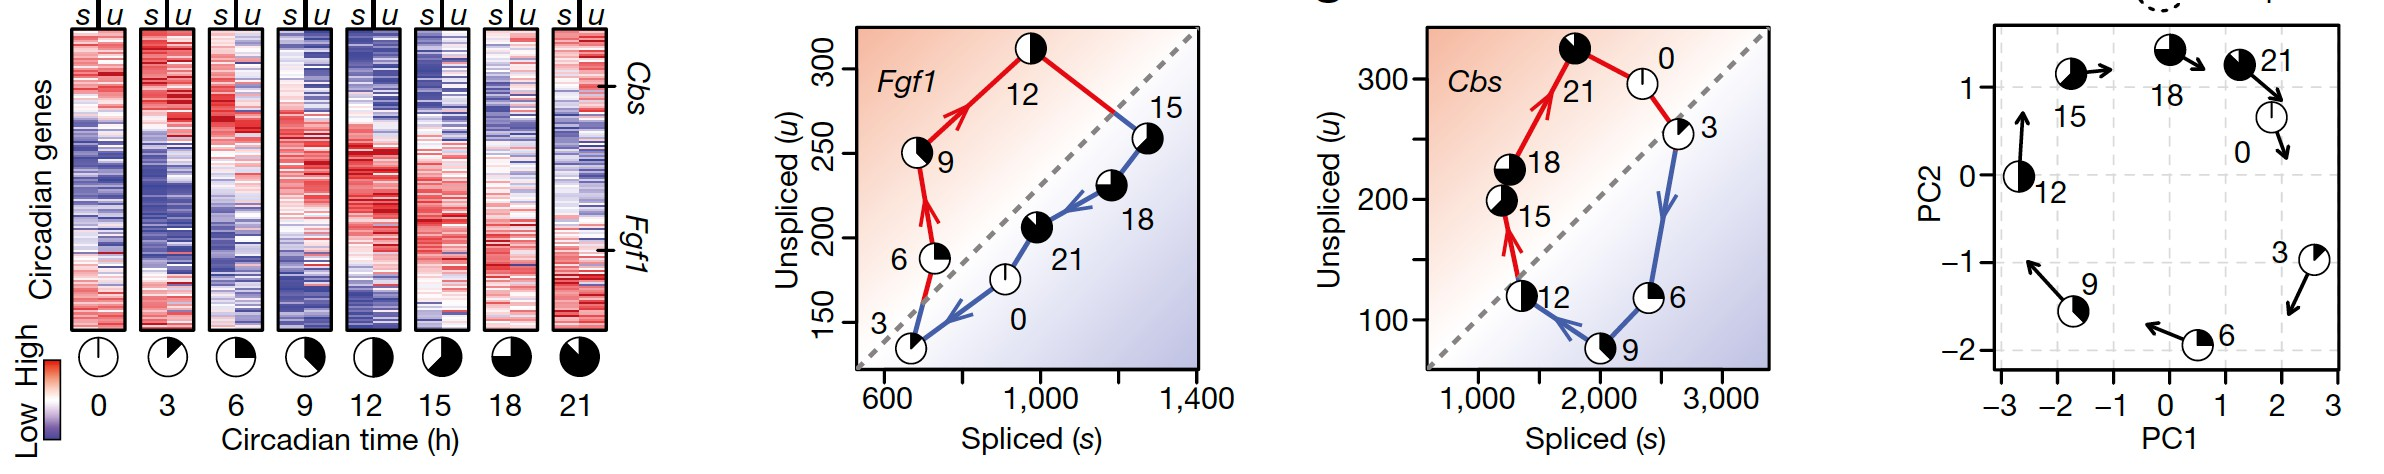 s u s u s u s u s u s u s u s u
Circadian genes
Cbs
Fgf1
High
Low
0 3 6 9 12 15 18 21
Circadian time (h)
Fgf1
Unspliced (u)
300
250
200
150
12
15
9
18
6
21
0
3
600 1,000 1,400
Spliced (s)
Cbs
Unspliced (u)
300
200
100
0
21
3
18
15
12
6
9
1,000 2,000 3,000
Spliced (s)
PC2
1
0
−1
−2
21
18
15
0
12
3
9
6
−3 −2 −1 0 1 2 3
PC1